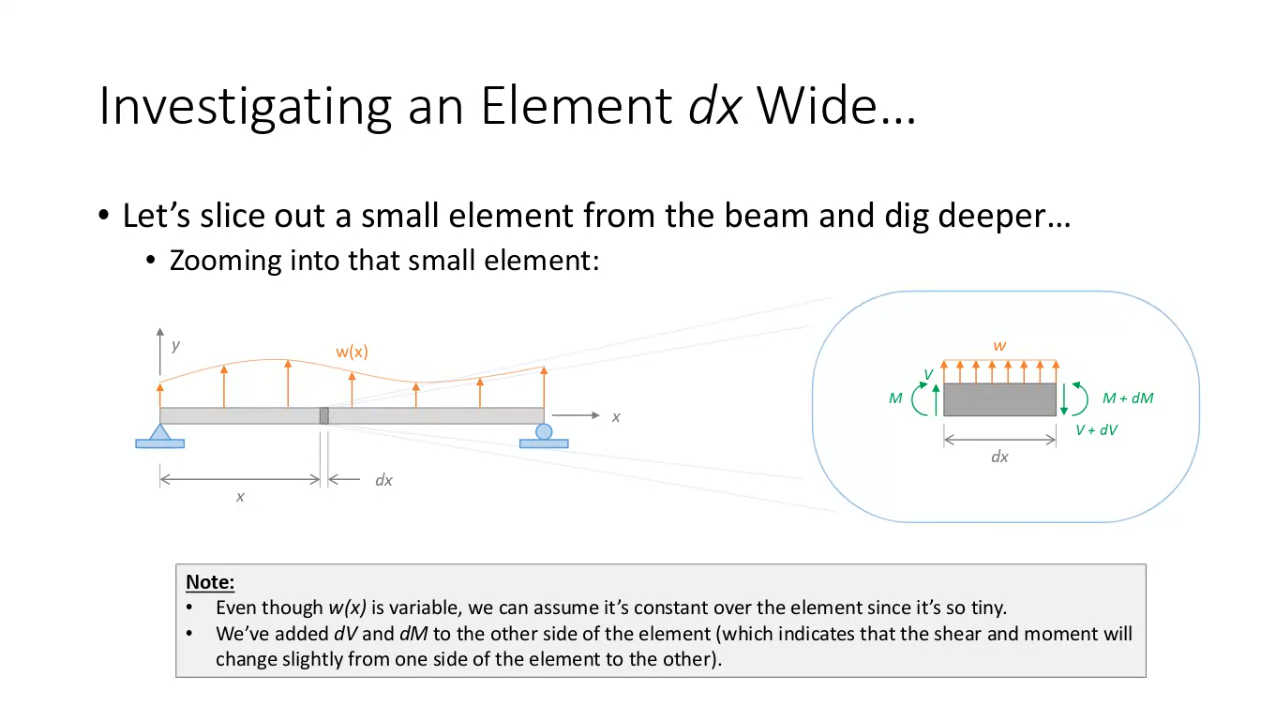 Investigating an Element dx Wide...
• Let's slice out a small element from the beam and dig deeper...
• Zooming into that small element:
y
w(x)
x
x
dx
w
V
M
M + dM
V + dV
dx
Note:
• Even though w(x) is variable, we can assume it's constant over the element since it's so tiny.
• We've added dV and dM to the other side of the element (which indicates that the shear and moment will
change slightly from one side of the element to the other).